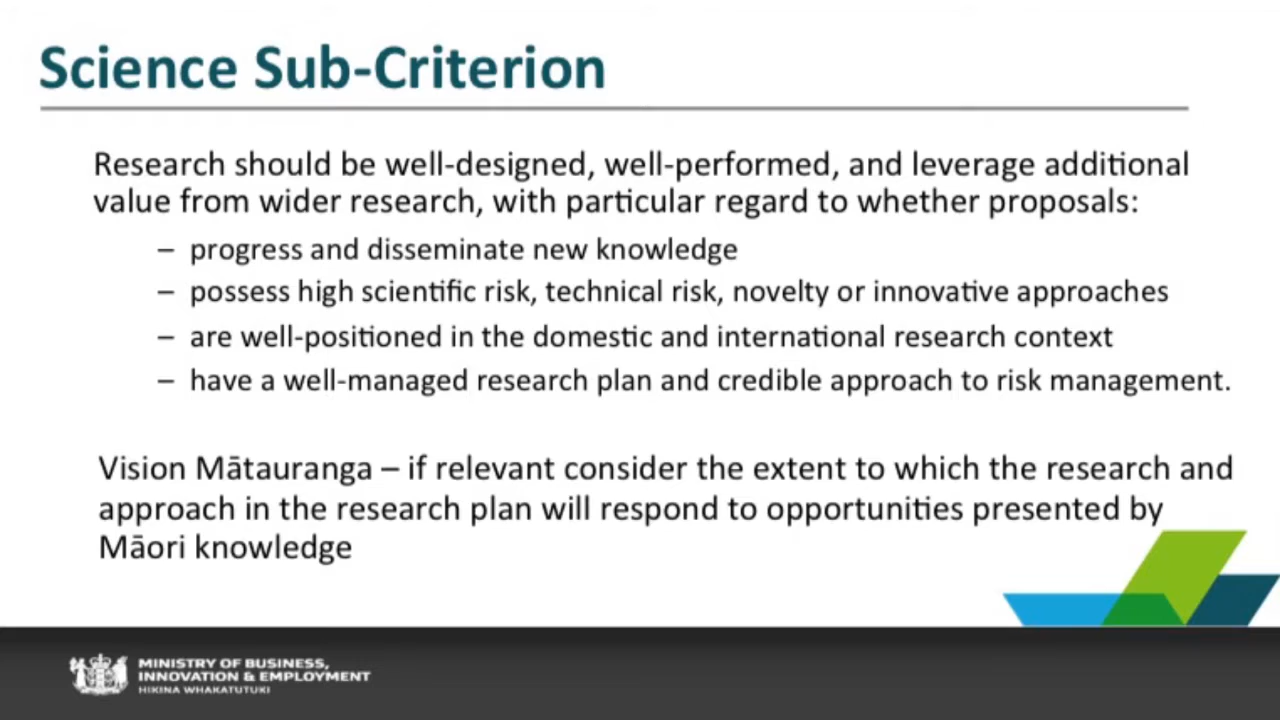 Science Sub-Criterion
Research should be well-designed, well-performed, and leverage additional
value from wider research, with particular regard to whether proposals:
– progress and disseminate new knowledge
– possess high scientific risk, technical risk, novelty or innovative approaches
– are well-positioned in the domestic and international research context
– have a well-managed research plan and credible approach to risk management.
Vision Mātauranga – if relevant consider the extent to which the research and
approach in the research plan will respond to opportunities presented by
Māori knowledge
MINISTRY OF BUSINESS,
INNOVATION & EMPLOYMENT
HIKINA WHAKATUTUKI